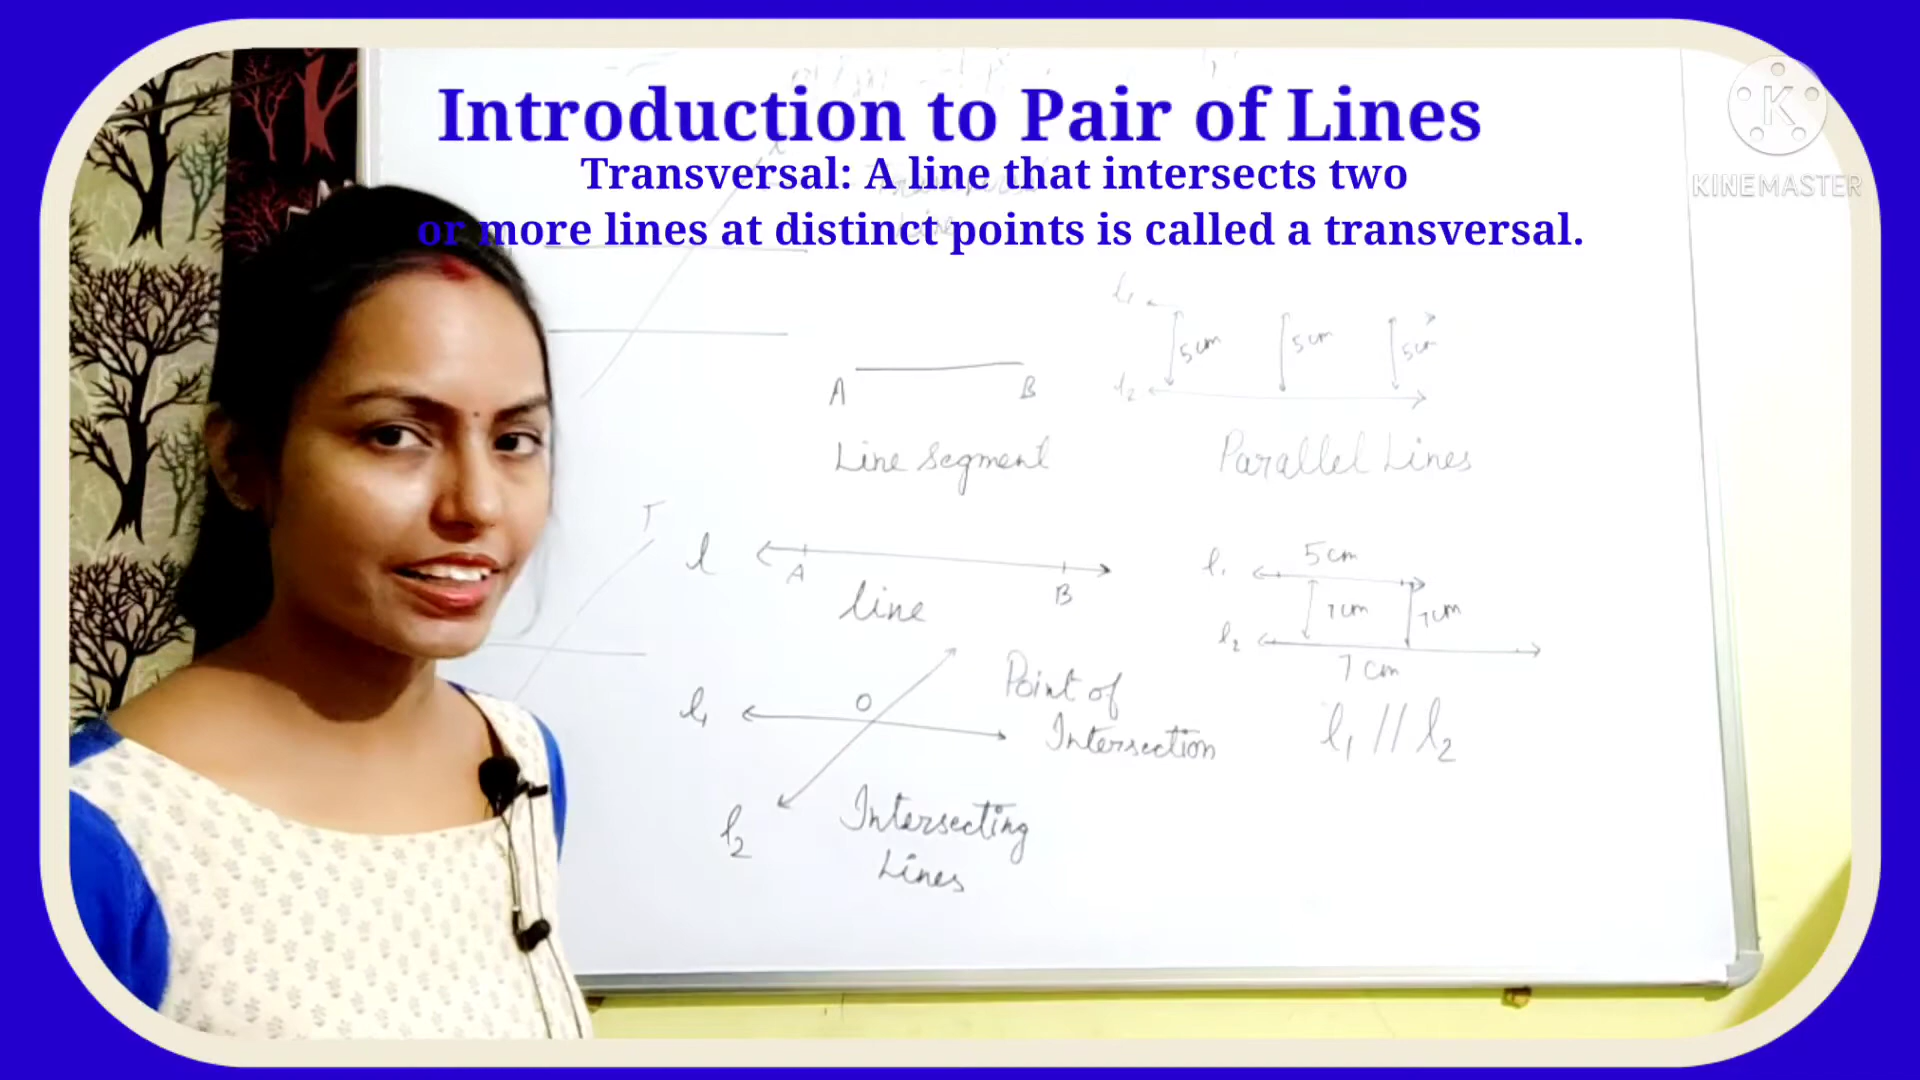 Introduction to Pair of Lines
Transversal: A line that intersects two
or more lines at distinct points is called a transversal.
K
KINEMASTER
l₁
5cm 5cm 5cm
l₂
A B
Line Segment
Parallel Lines
T
l A B
line
l₁ 5cm
7cm 7cm
l₂
7 cm
l₁ // l₂
l₁ O
l₂
Point of
Intersection
Intersecting
Lines